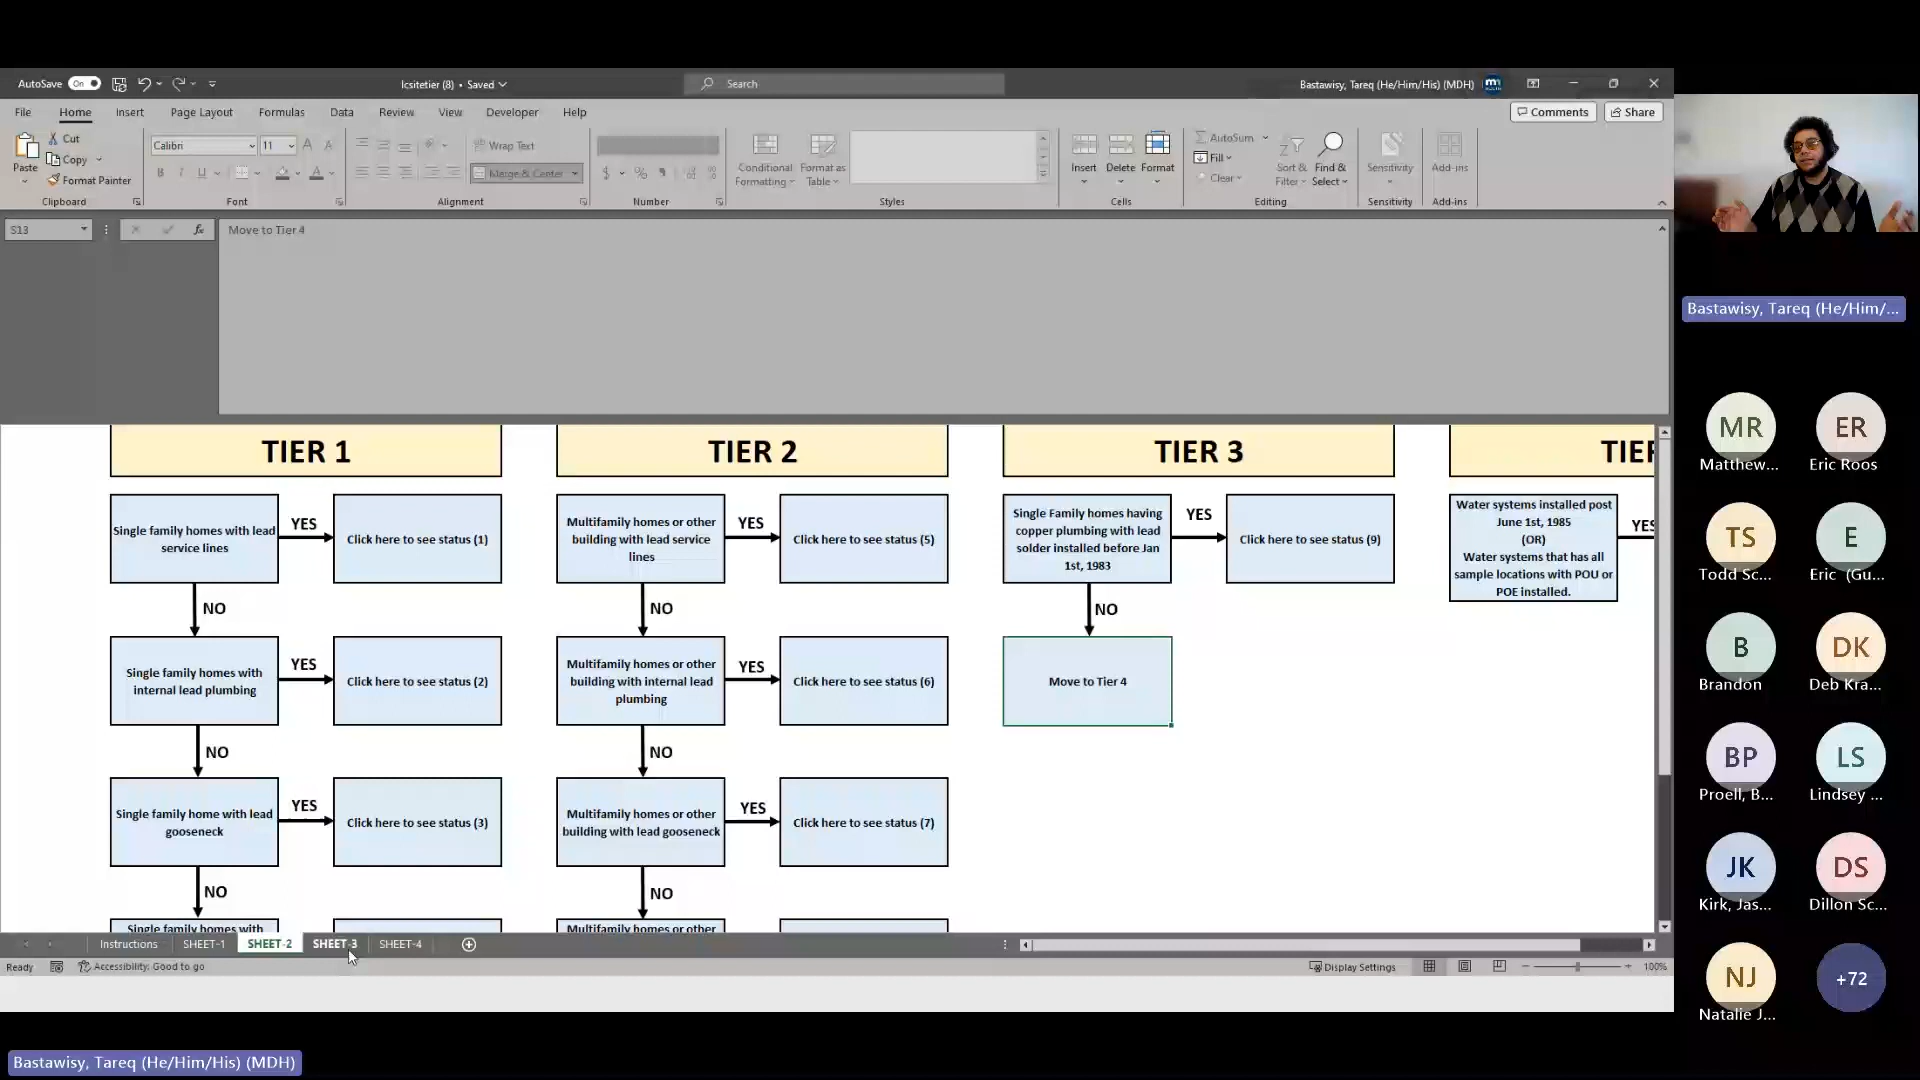 AutoSave On
lcsitetier (8) • Saved
Search
Bastawisy, Tareq (He/Him/His) (MDH)
File Home Insert Page Layout Formulas Data Review View Developer Help
Comments Share
Paste
Cut
Copy
Format Painter
Clipboard
Calibri 11
B I U
Font
Wrap Text
Merge & Center
Alignment
$ %
Number
Conditional Formatting
Format as Table
Styles
Insert Delete Format
Cells
AutoSum
Fill
Clear
Sort & Filter
Find & Select
Editing
Sensitivity
Sensitivity
Add-ins
Add-ins
S13
fx
Move to Tier 4
TIER 1
TIER 2
TIER 3
TIER
Single family homes with lead
service lines
YES
Click here to see status (1)
NO
Single family homes with
internal lead plumbing
YES
Click here to see status (2)
NO
Single family home with lead
gooseneck
YES
Click here to see status (3)
NO
Single family homes with
Multifamily homes or other
building with lead service
lines
YES
Click here to see status (5)
NO
Multifamily homes or other
building with internal lead
plumbing
YES
Click here to see status (6)
NO
Multifamily homes or other
building with lead gooseneck
YES
Click here to see status (7)
NO
Multifamily homes or other
Single Family homes having
copper plumbing with lead
solder installed before Jan
1st, 1983
YES
Click here to see status (9)
NO
Move to Tier 4
Water systems installed post
June 1st, 1985
(OR)
Water systems that has all
sample locations with POU or
POE installed.
YES
Instructions SHEET-1 SHEET-2 SHEET-3 SHEET-4
Ready
Accessibility: Good to go
Display Settings
100%
Bastawisy, Tareq (He/Him/...
MR
Matthew...
ER
Eric Roos
TS
Todd Sc...
E
Eric (Gu...
B
Brandon
DK
Deb Kra...
BP
Proell, B...
LS
Lindsey ...
JK
Kirk, Jas...
DS
Dillon Sc...
NJ
Natalie J...
+72
Bastawisy, Tareq (He/Him/His) (MDH)